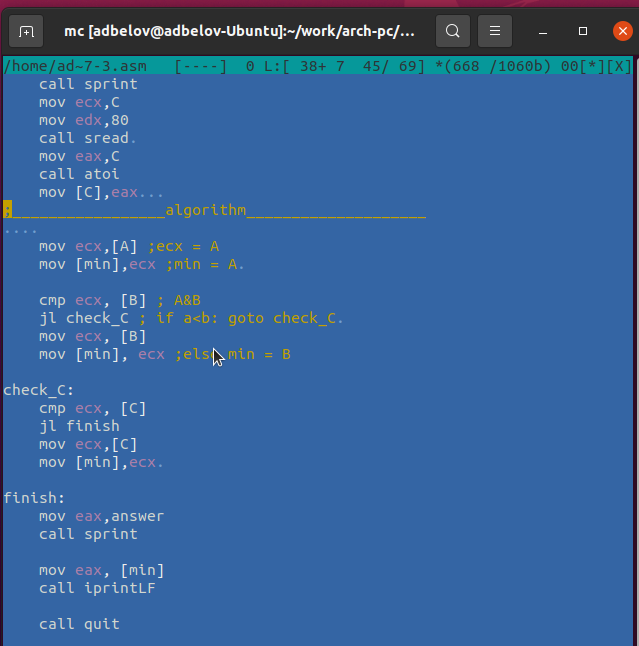 mc [adbelov@adbelov-Ubuntu]:~/work/arch-pc/...
/home/ad~7-3.asm   [----]  0 L:[ 38+ 7  45/ 69] *(668 /1060b) 00[*][X]
    call sprint
    mov ecx,C
    mov edx,80
    call sread.
    mov eax,C
    call atoi
    mov [C],eax...
;_________________algorithm____________________
....
    mov ecx,[A] ;ecx = A
    mov [min],ecx ;min = A.
    cmp ecx, [B] ; A&B
    jl check_C ; if a<b: goto check_C.
    mov ecx, [B]
    mov [min], ecx ;else min = B
check_C:
    cmp ecx, [C]
    jl finish
    mov ecx,[C]
    mov [min],ecx.
finish:
    mov eax,answer
    call sprint
    mov eax, [min]
    call iprintLF
    call quit